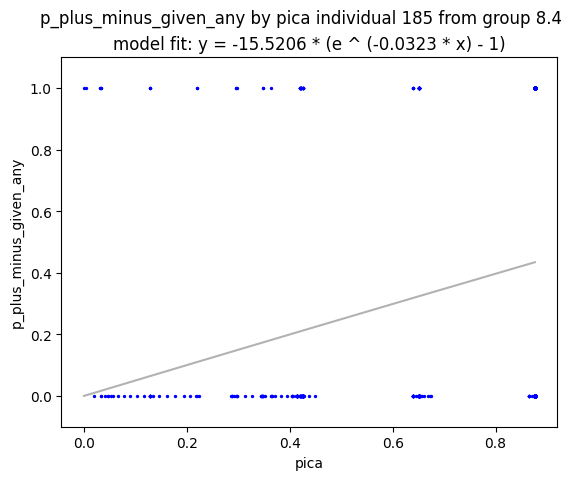 p_plus_minus_given_any by pica individual 185 from group 8.4
model fit: y = -15.5206 * (e ^ (-0.0323 * x) - 1)
1.0
0.8
0.6
0.4
0.2
0.0
p_plus_minus_given_any
0.0 0.2 0.4 0.6 0.8
pica